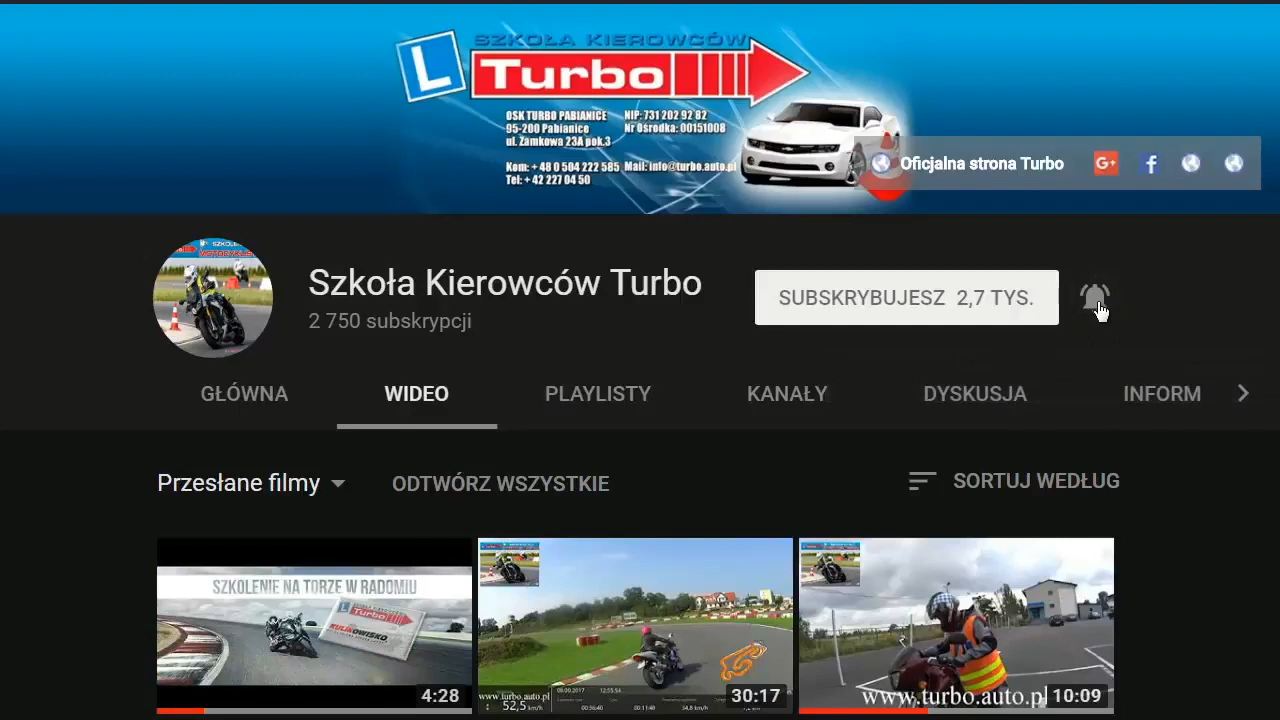 SZKOŁA KIEROWCÓW
L Turbo
OSK TURBO PABIANICE NIP: 731 202 92 82
95-200 Pabianice Nr Ośrodka: 00151008
ul. Zamkowa 23A pok.3
Kom: + 48 0 504 222 585 Mail: info@turbo.auto.pl
Tel: + 42 227 04 50
Oficjalna strona Turbo
G+ f
Szkoła Kierowców Turbo
2 750 subskrypcji
SUBSKRYBUJESZ 2,7 TYS.
GŁÓWNA WIDEO PLAYLISTY KANAŁY DYSKUSJA INFORM
Przesłane filmy ODTWÓRZ WSZYSTKIE SORTUJ WEDŁUG
SZKOLENIE NA TORZE W RADOMIU
L Turbo
KULIKOWISKO
4:28
www.turbo.auto.pl
52,5 km/h
30:17
www.turbo.auto.pl
10:09